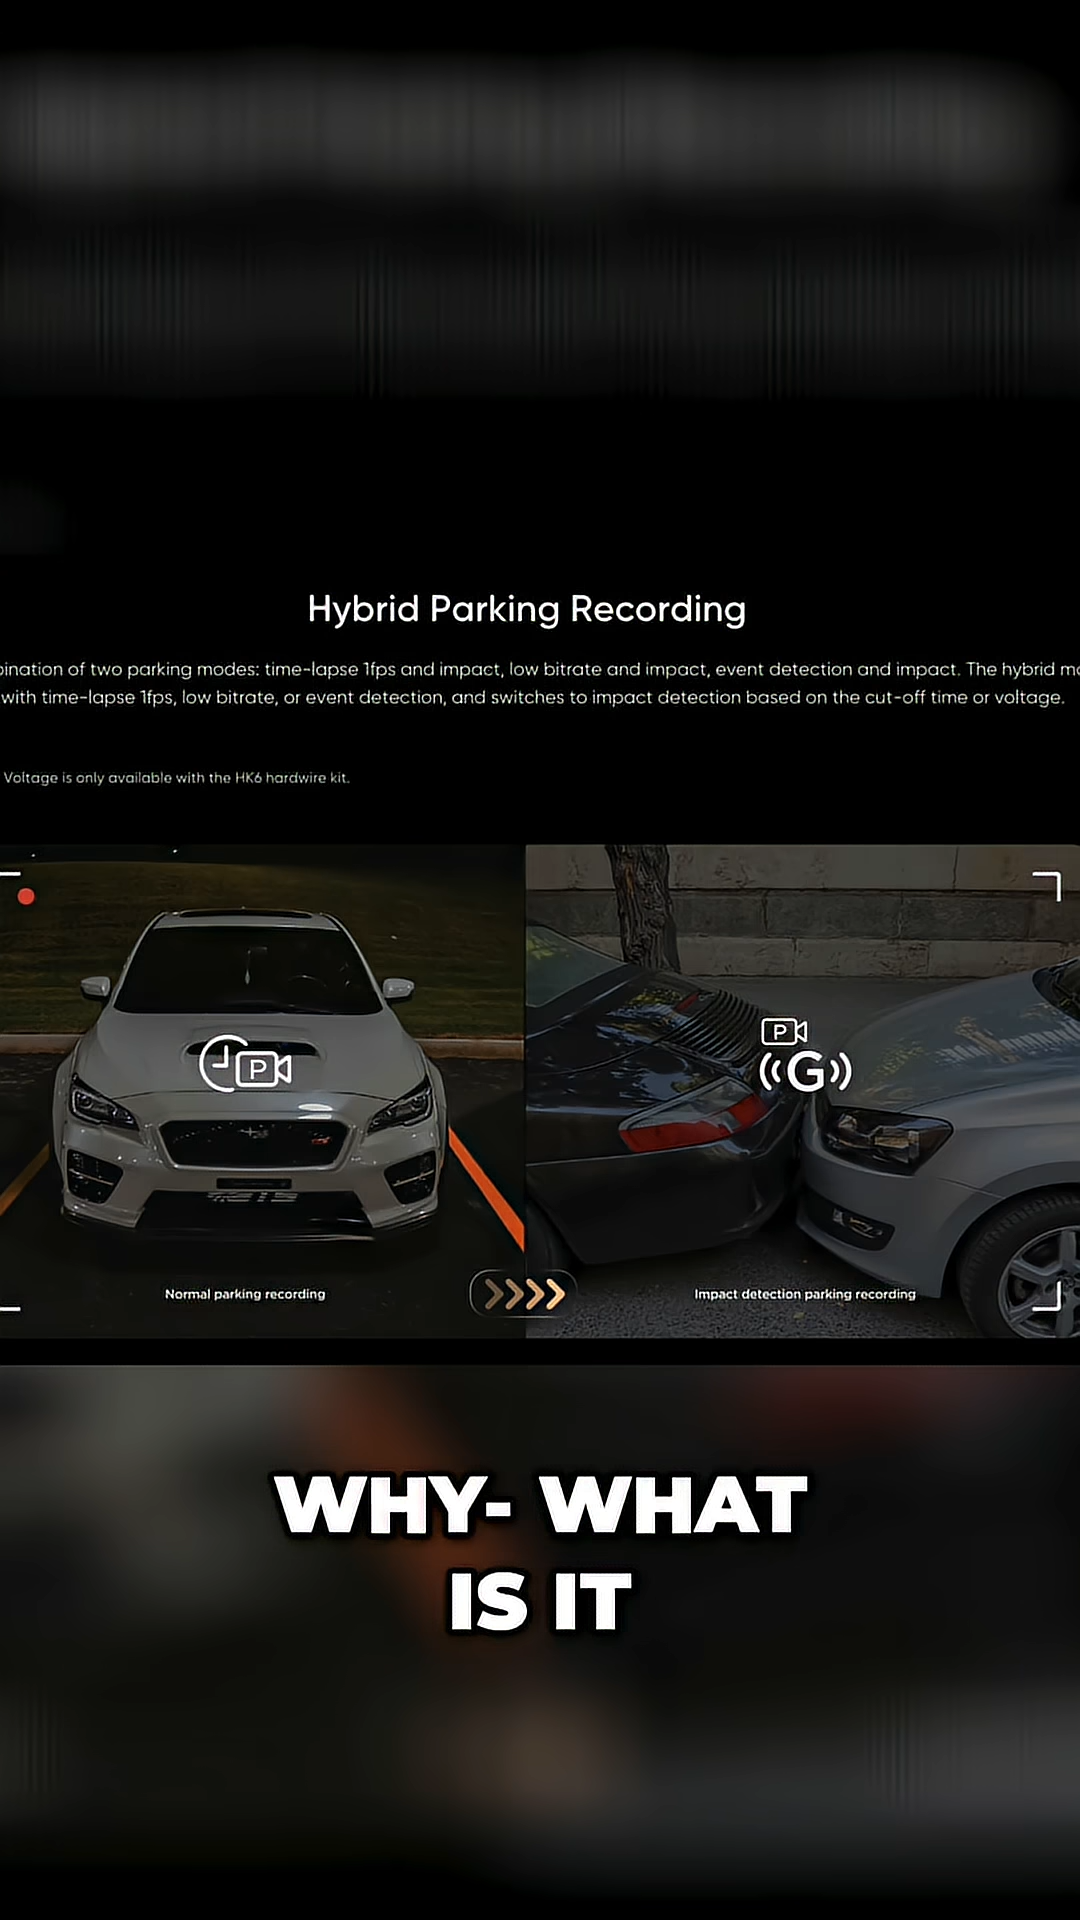 Hybrid Parking Recording
of two parking modes: time-lapse 1fps and impact, low bitrate and impact, event detection and impact. The hybrid
with time-lapse 1fps, low bitrate, or event detection, and switches to impact detection based on the cut-off time or voltage.
Voltage is only available with the HK6 hardwire kit.
P
P
((G))
Normal parking recording
Impact detection parking recording
WHY- WHAT
IS IT